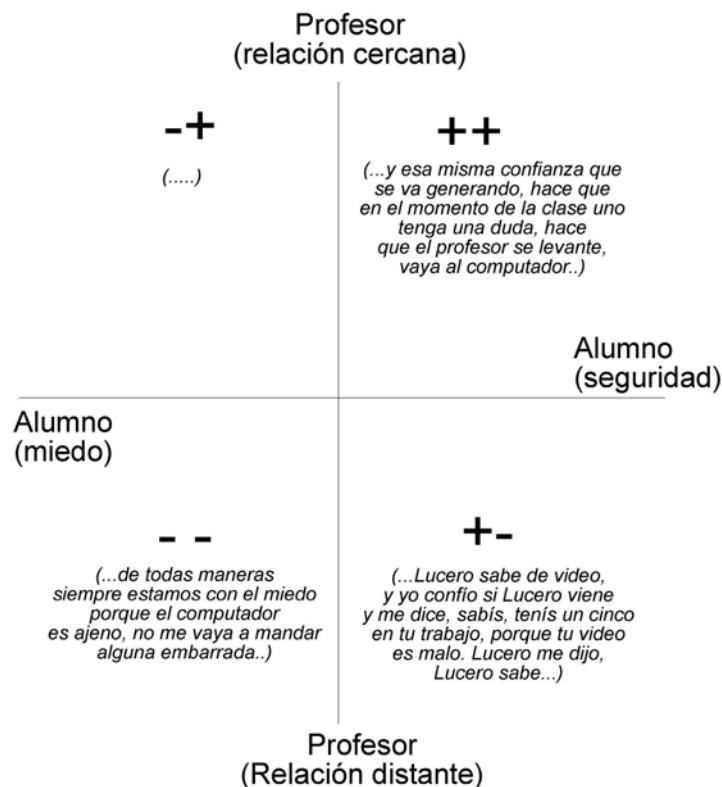 Profesor
(relación cercana)
-+
(.....)
++
(...y esa misma confianza que
se va generando, hace que
en el momento de la clase uno
tenga una duda, hace
que el profesor se levante,
vaya al computador..)
Alumno
(seguridad)
Alumno
(miedo)
- -
(...de todas maneras
siempre estamos con el miedo
porque el computador
es ajeno, no me vaya a mandar
alguna embarrada..)
+-
(...Lucero sabe de video,
y yo confío si Lucero viene
y me dice, sabís, tenís un cinco
en tu trabajo, porque tu video
es malo. Lucero me dijo,
Lucero sabe...)
Profesor
(Relación distante)